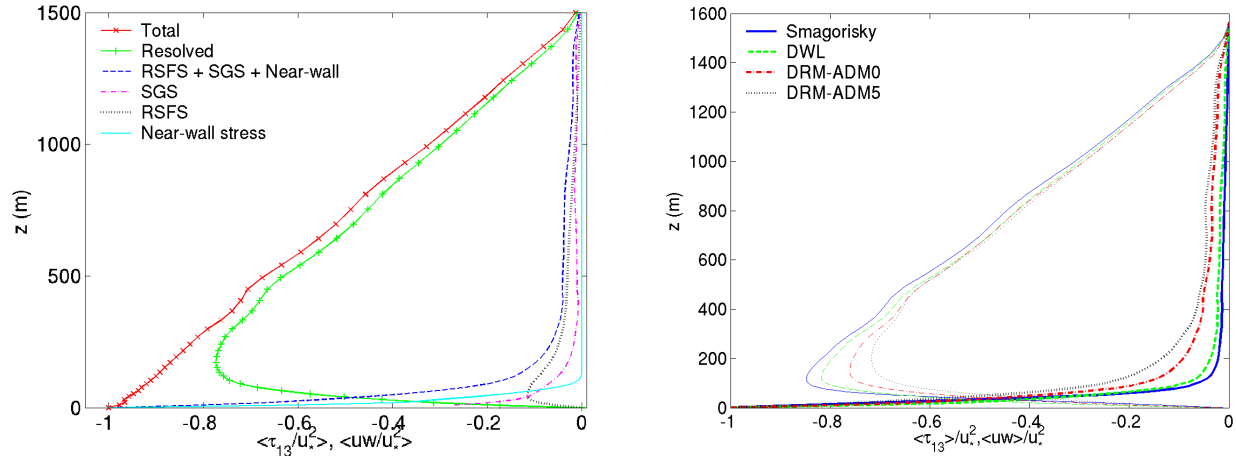 1500
1000
500
0
z (m)
Total
Resolved
RSFS + SGS + Near-wall
SGS
RSFS
Near-wall stress
-1 -0.8 -0.6 -0.4 -0.2 0
<τ13/u*²>, <uw/u*²>
1600
1400
1200
1000
800
600
400
200
0
z (m)
Smagorisky
DWL
DRM-ADM0
DRM-ADM5
-1 -0.8 -0.6 -0.4 -0.2 0
<τ13>/u*²,<uw>/u*²